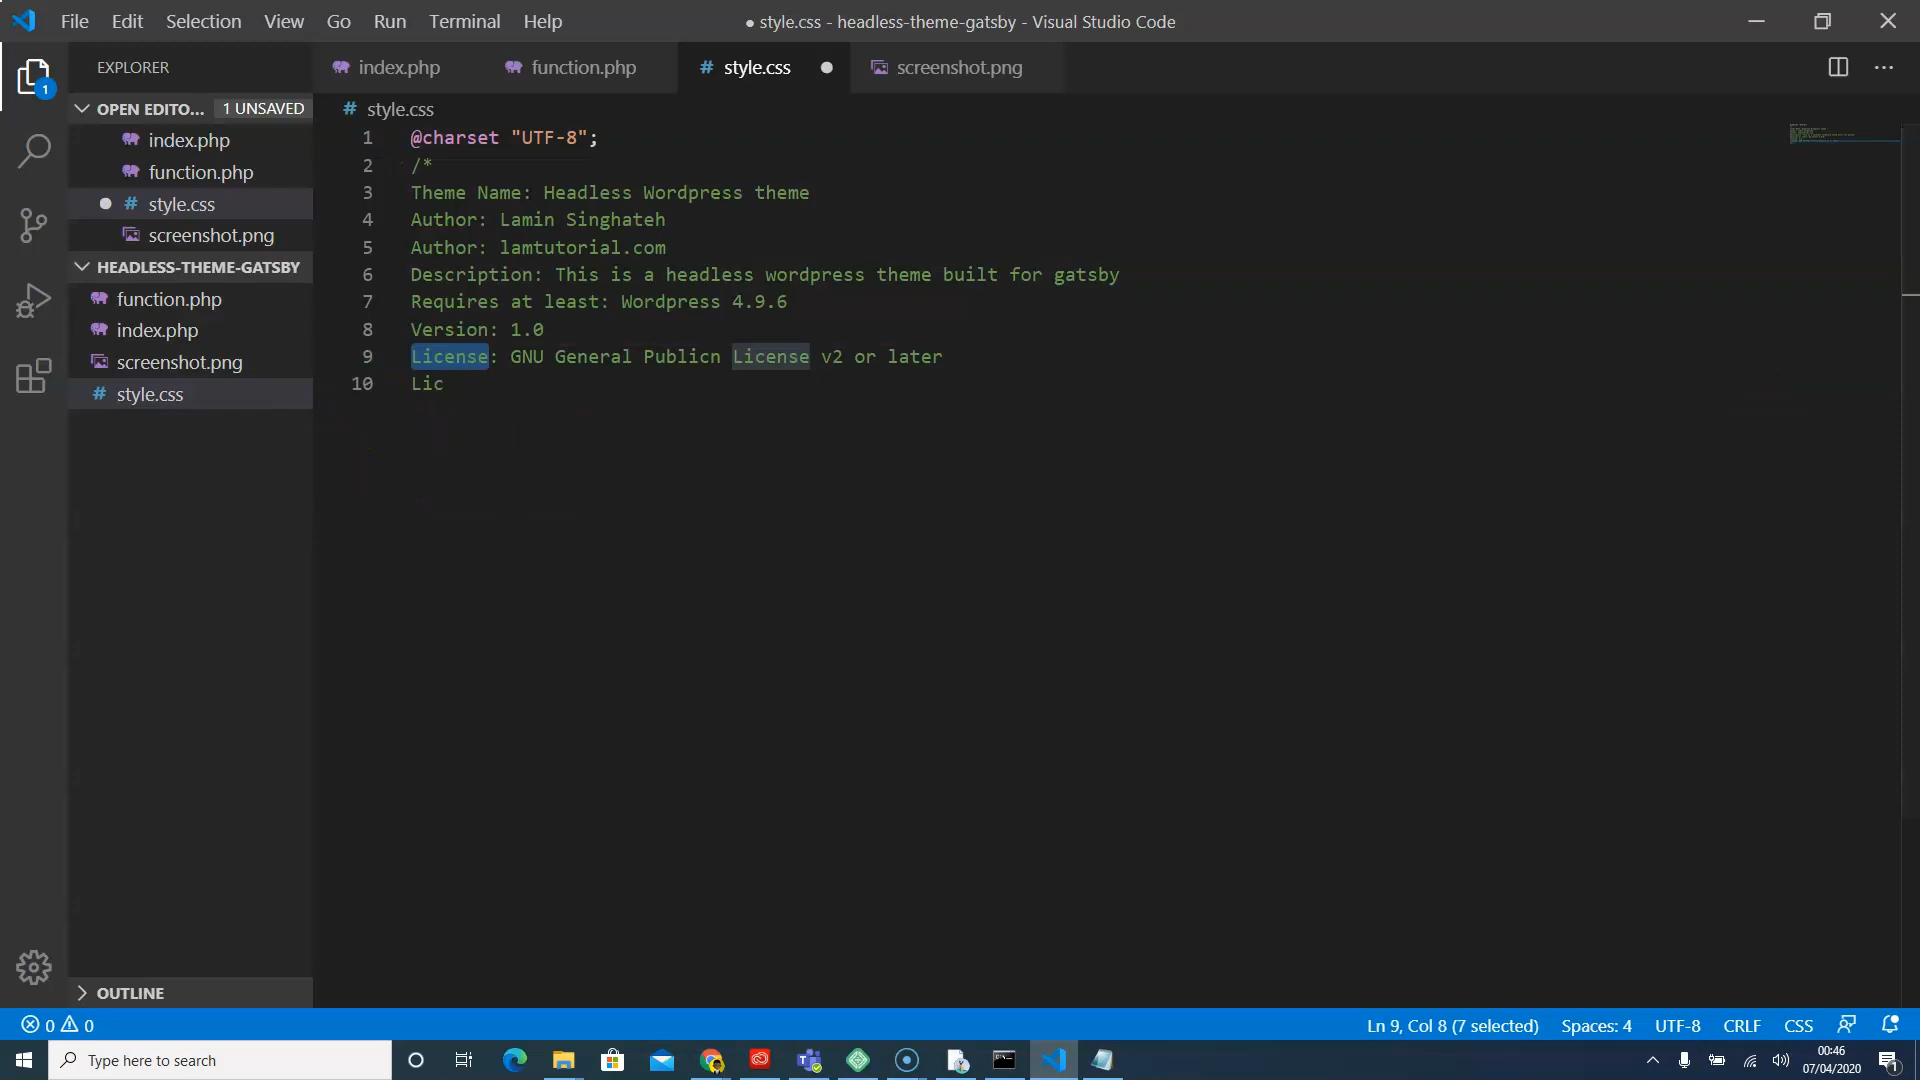 File Edit Selection View Go Run Terminal Help
● style.css - headless-theme-gatsby - Visual Studio Code
EXPLORER
index.php
function.php
# style.css
screenshot.png
1
OPEN EDITO... 1 UNSAVED
index.php
function.php
# style.css
screenshot.png
HEADLESS-THEME-GATSBY
function.php
index.php
screenshot.png
# style.css
OUTLINE
# style.css
1 @charset "UTF-8";
2 /*
3 Theme Name: Headless Wordpress theme
4 Author: Lamin Singhateh
5 Author: lamtutorial.com
6 Description: This is a headless wordpress theme built for gatsby
7 Requires at least: Wordpress 4.9.6
8 Version: 1.0
9 License: GNU General Publicn License v2 or later
10 Lic
0 0
Ln 9, Col 8 (7 selected) Spaces: 4 UTF-8 CRLF CSS
Type here to search
00:46
07/04/2020
1